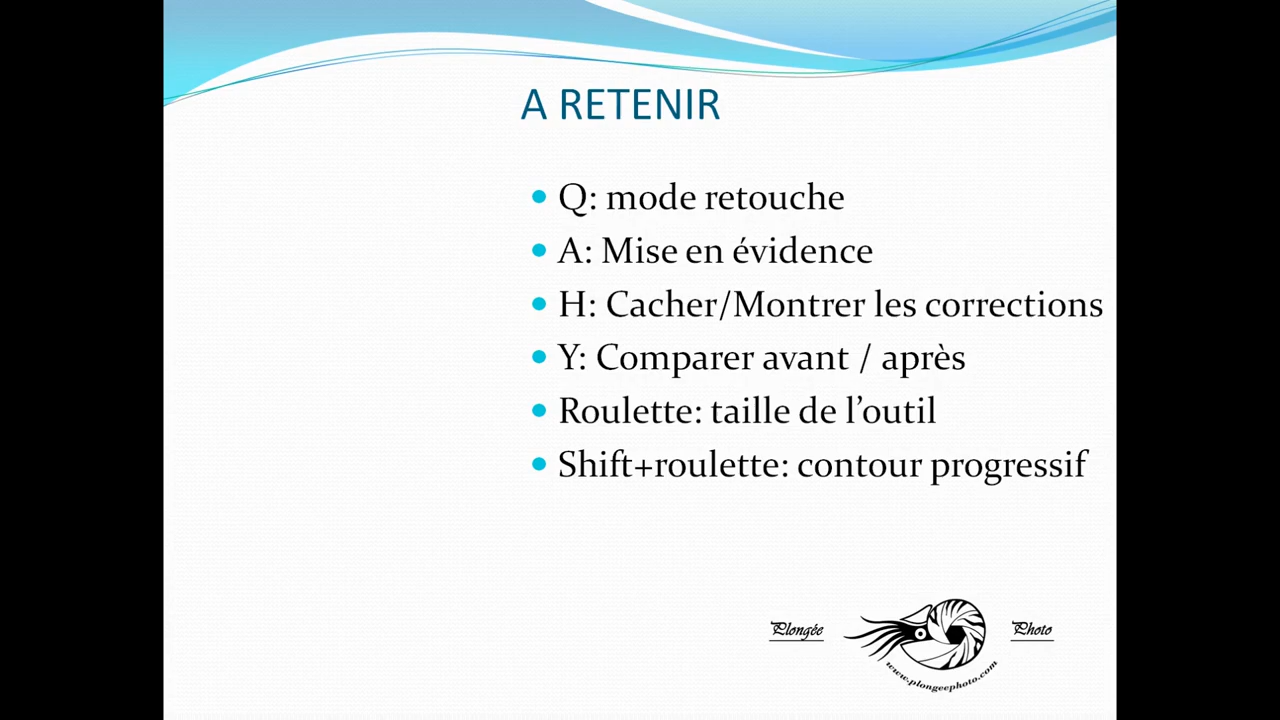 A RETENIR
Q: mode retouche
A: Mise en évidence
H: Cacher/Montrer les corrections
Y: Comparer avant / après
Roulette: taille de l’outil
Shift+roulette: contour progressif
Plongée Photo
www.plongeephoto.com